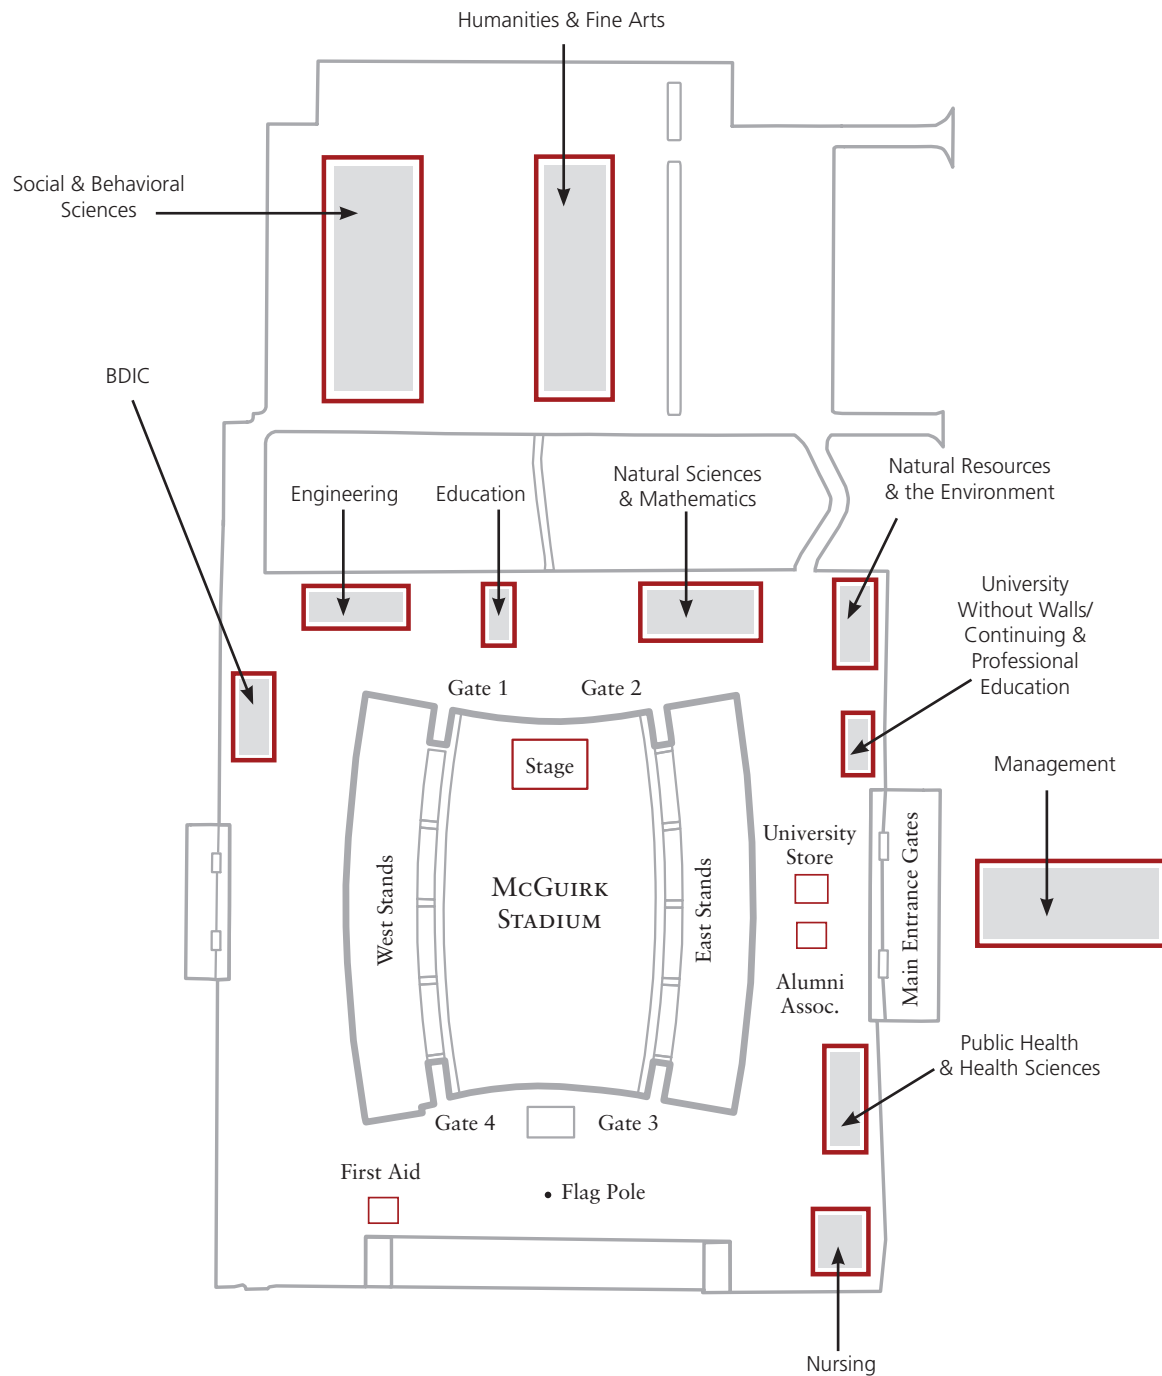 Humanities & Fine Arts
Social & Behavioral
Sciences
BDIC
Engineering
Education
Natural Sciences
& Mathematics
Natural Resources
& the Environment
University
Without Walls/
Continuing &
Professional
Education
Gate 1
Gate 2
Stage
Management
University
Store
McGuirk
Stadium
West Stands
East Stands
Main Entrance Gates
Alumni
Assoc.
Public Health
& Health Sciences
Gate 4
Gate 3
First Aid
Flag Pole
Nursing